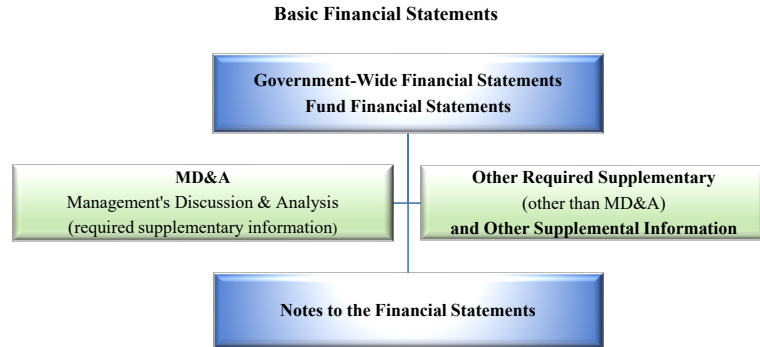 Basic Financial Statements
Government-Wide Financial Statements
Fund Financial Statements
MD&A
Management's Discussion & Analysis
(required supplementary information)
Other Required Supplementary
(other than MD&A)
and Other Supplemental Information
Notes to the Financial Statements